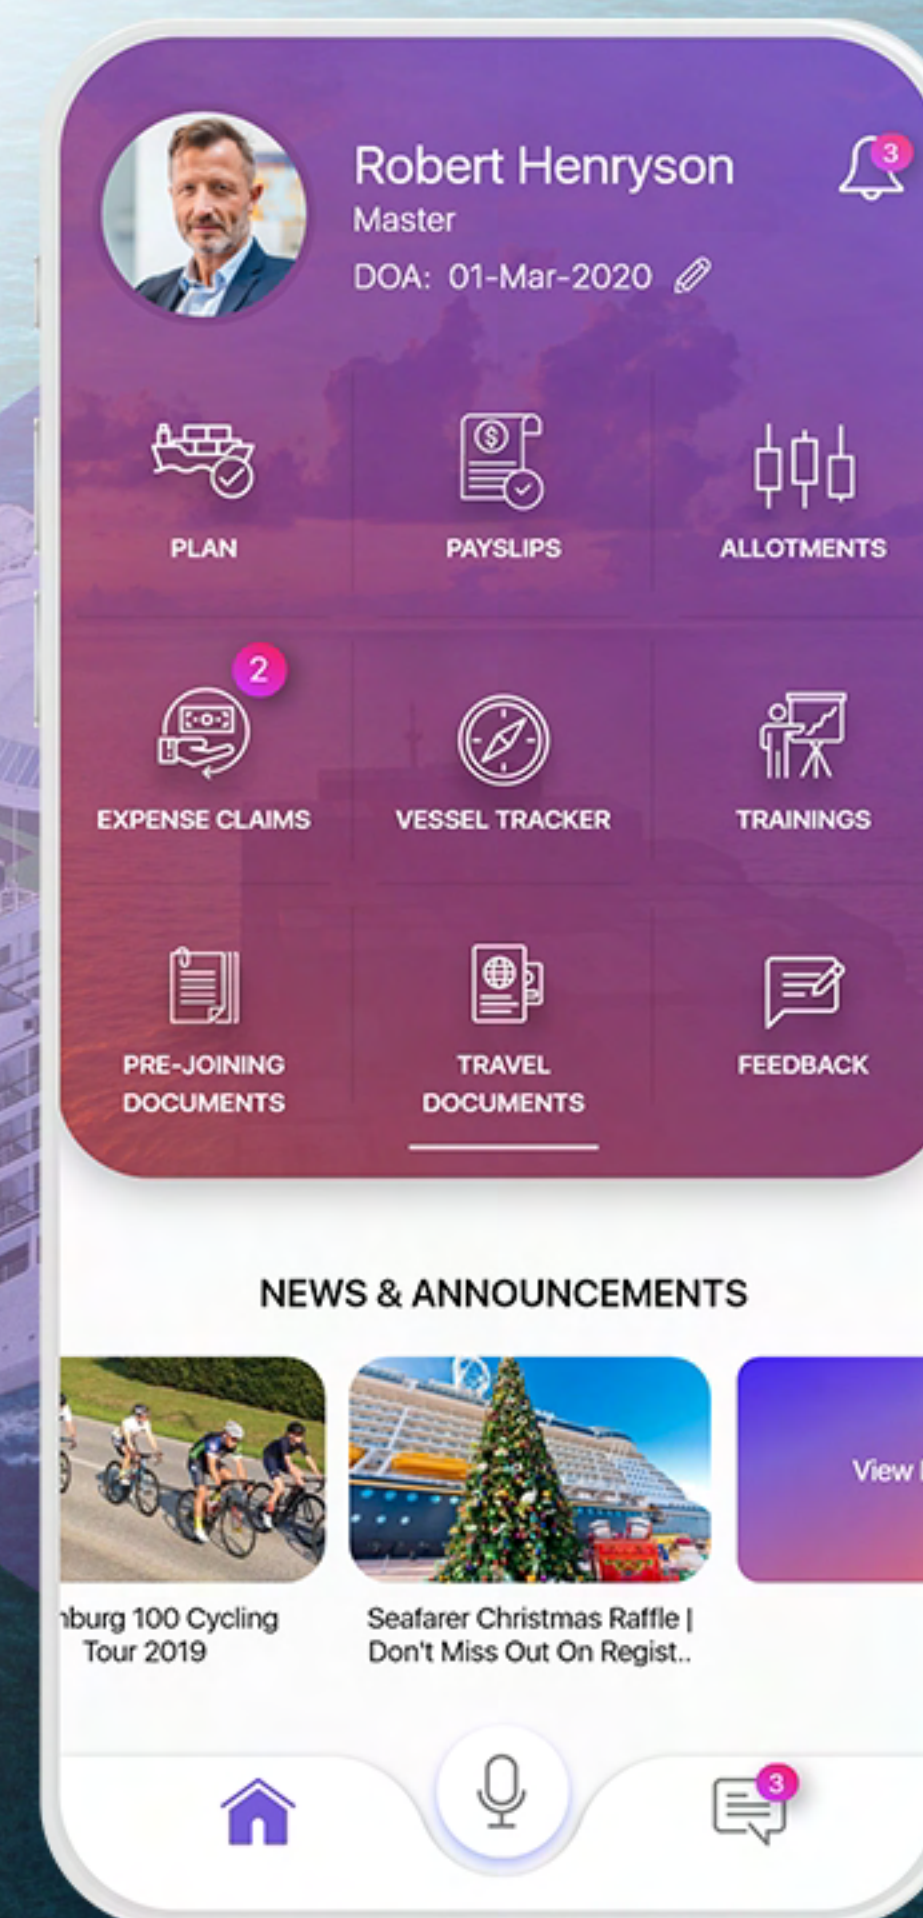 Robert Henryson
3
Master
DOA: 01-Mar-2020
PLAN
PAYSLIPS
ALLOTMENTS
2
EXPENSE CLAIMS
VESSEL TRACKER
TRAININGS
PRE-JOINING
DOCUMENTS
TRAVEL
DOCUMENTS
FEEDBACK
NEWS & ANNOUNCEMENTS
View
100 Cycling
Tour 2019
Seafarer Christmas Raffle |
Don't Miss Out On Regist..
3